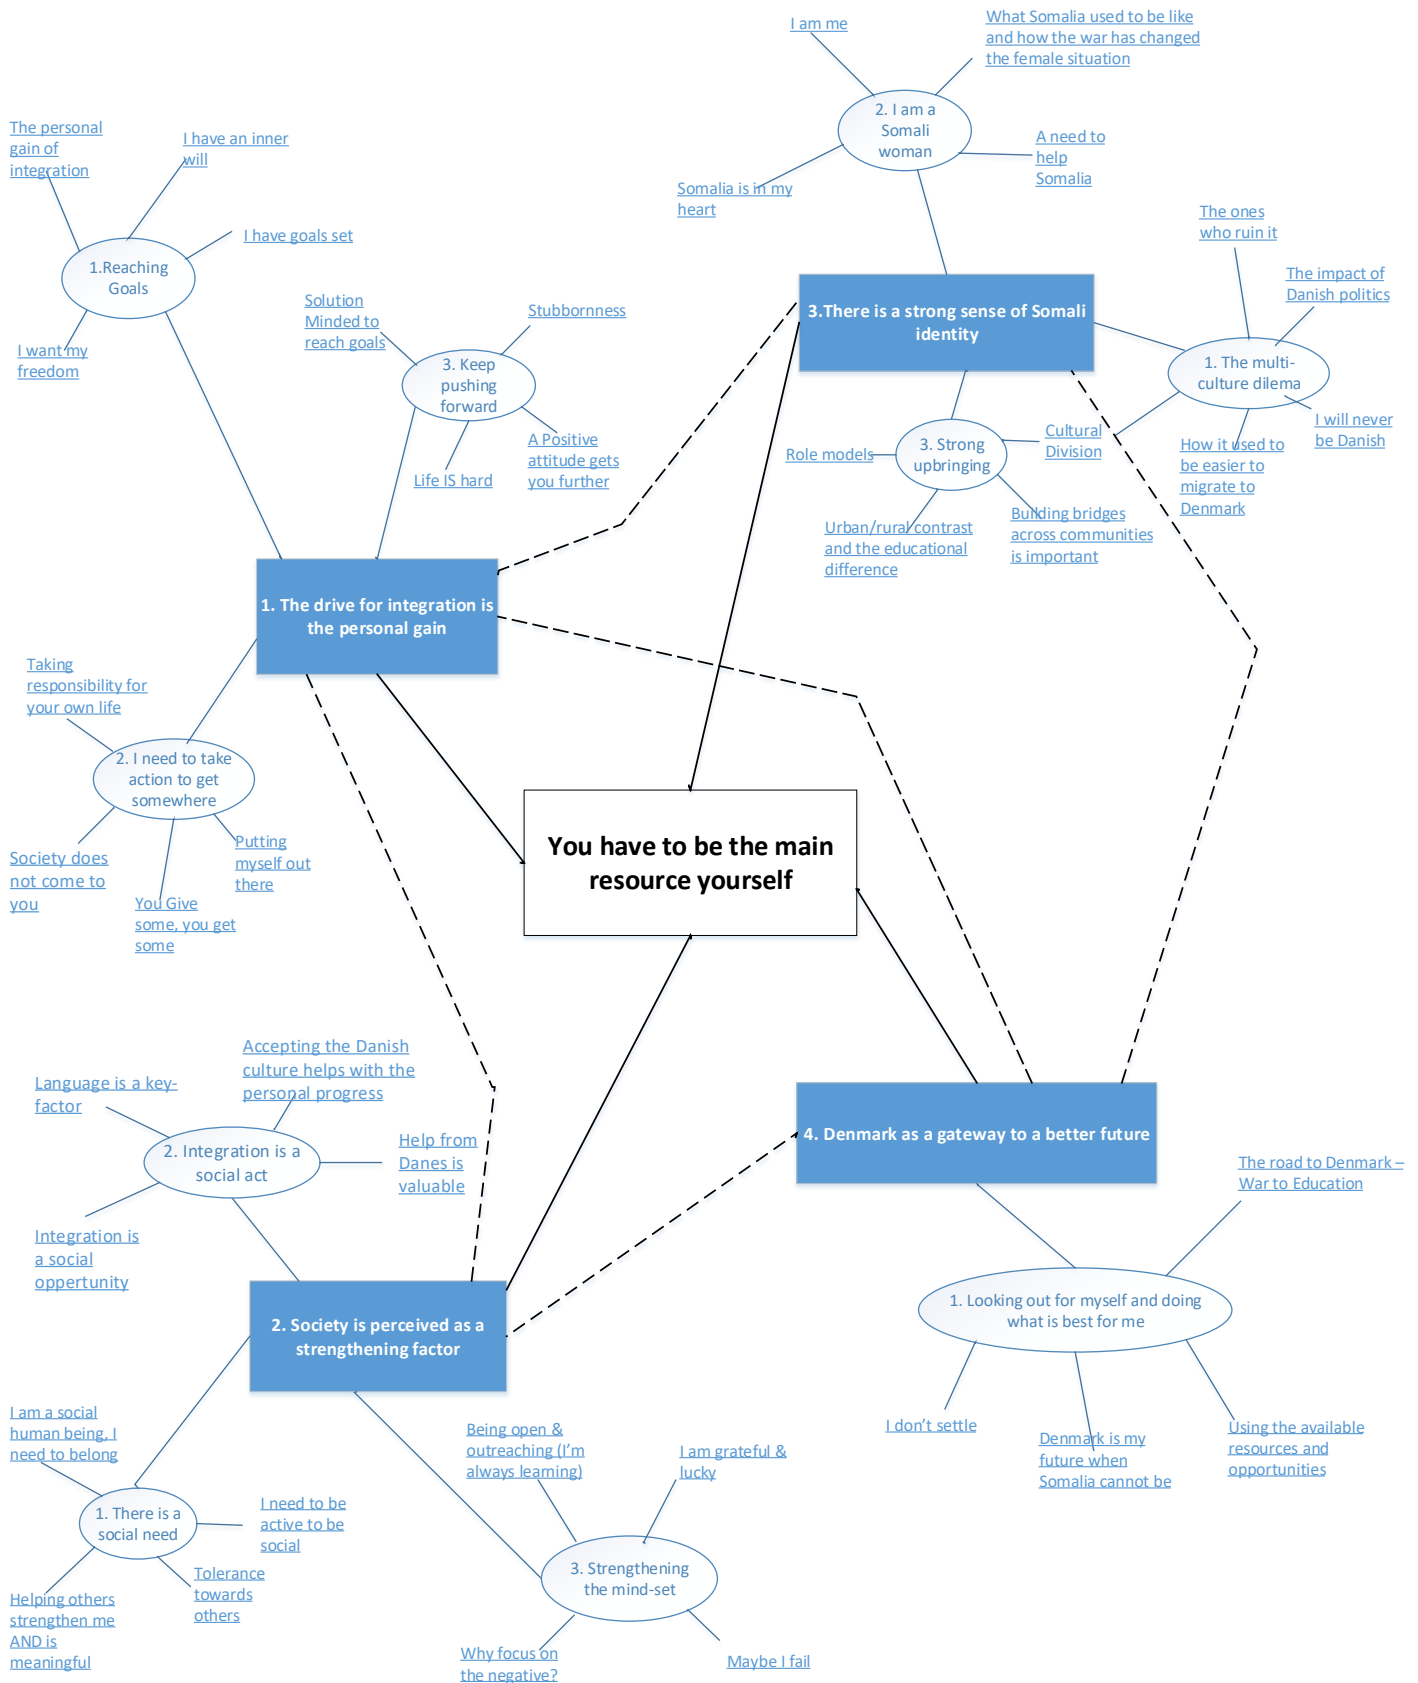 I am me
What Somalia used to be like
and how the war has changed
the female situation
2. I am a
Somali
woman
A need to
help
Somalia
Somalia is in my
heart
The personal
gain of
integration
I have an inner
will
I have goals set
1.Reaching
Goals
I want my
freedom
Solution
Minded to
reach goals
Stubbornness
3. Keep
pushing
forward
A Positive
attitude gets
you further
Life IS hard
3.There is a strong sense of Somali
identity
The ones
who ruin it
The impact of
Danish politics
1. The multi-
culture dilema
I will never
be Danish
How it used to
be easier to
migrate to
Denmark
Role models
3. Strong
upbringing
Cultural
Division
Urban/rural contrast
and the educational
difference
Building bridges
across communities
is important
1. The drive for integration is
the personal gain
Taking
responsibility for
your own life
2. I need to take
action to get
somewhere
Society does
not come to
you
You Give
some, you get
some
Putting
myself out
there
You have to be the main
resource yourself
Accepting the Danish
culture helps with the
personal progress
Language is a key-
factor
2. Integration is a
social act
Help from
Danes is
valuable
Integration is
a social
oppertunity
4. Denmark as a gateway to a better future
The road to Denmark –
War to Education
1. Looking out for myself and doing
what is best for me
I don’t settle
Denmark is my
future when
Somalia cannot be
Using the available
resources and
opportunities
2. Society is perceived as a
strengthening factor
I am a social
human being, I
need to belong
1. There is a
social need
I need to be
active to be
social
Tolerance
towards
others
Helping others
strengthen me
AND is
meaningful
Being open &
outreaching (I’m
always learning)
I am grateful &
lucky
3. Strengthening
the mind-set
Why focus on
the negative?
Maybe I fail